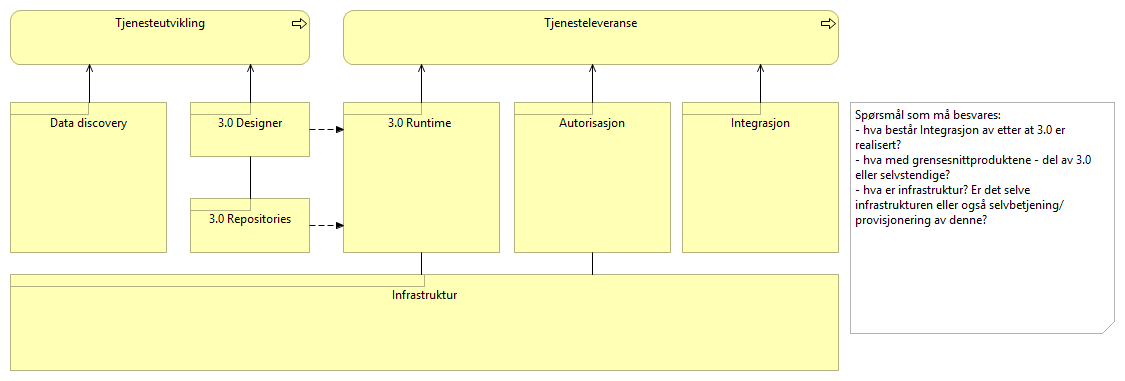 Tjenesteutvikling
Tjenesteleveranse
Data discovery
3.0 Designer
3.0 Runtime
Autorisasjon
Integrasjon
3.0 Repositories
Infrastruktur
Spørsmål som må besvares:
- hva består Integrasjon av etter at 3.0 er
realisert?
- hva med grensesnittproduktene - del av 3.0
eller selvstendige?
- hva er infrastruktur? Er det selve
infrastrukturen eller også selvbetjening/
provisjonering av denne?